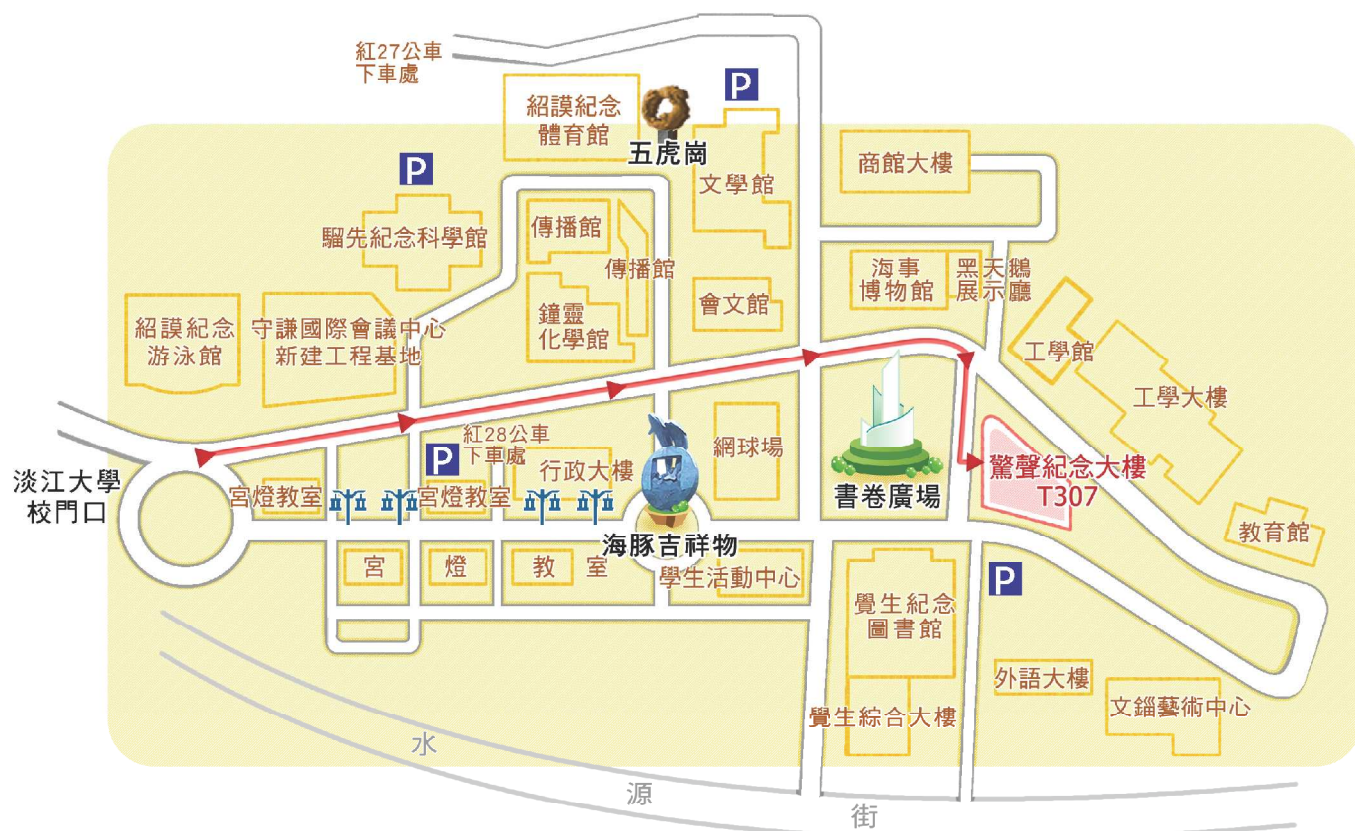 紅27公車
下車處
紹謨紀念
體育館
五虎崗
P
文學館
商館大樓
P
騮先紀念科學館
傳播館
傳播館
海事
博物館
黑天鵝
展示廳
鐘靈
化學館
會文館
紹謨紀念
游泳館
守謙國際會議中心
新建工程基地
工學館
工學大樓
淡江大學
校門口
紅28公車
下車處
P
宮燈教室
宮燈教室
行政大樓
網球場
書卷廣場
驚聲紀念大樓
T307
教育館
海豚吉祥物
宮
燈
教
室
學生活動中心
P
覺生紀念
圖書館
外語大樓
覺生綜合大樓
文錙藝術中心
水
源
街